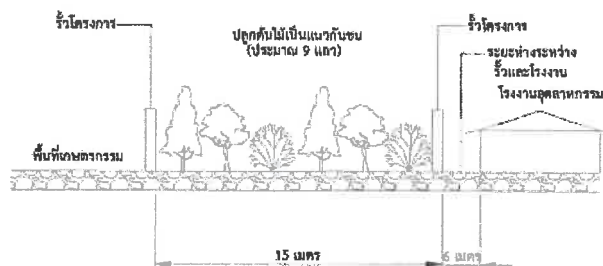 รั้วโครงการ
ปลูกต้นไม้เป็นแนวกันชน
(ประมาณ 9 แถว)
รั้วโครงการ
ระยะห่างระหว่าง
รั้วและโรงงาน
โรงงานอุตสาหกรรม
พื้นที่เกษตรกรรม
15 เมตร
6 เมตร